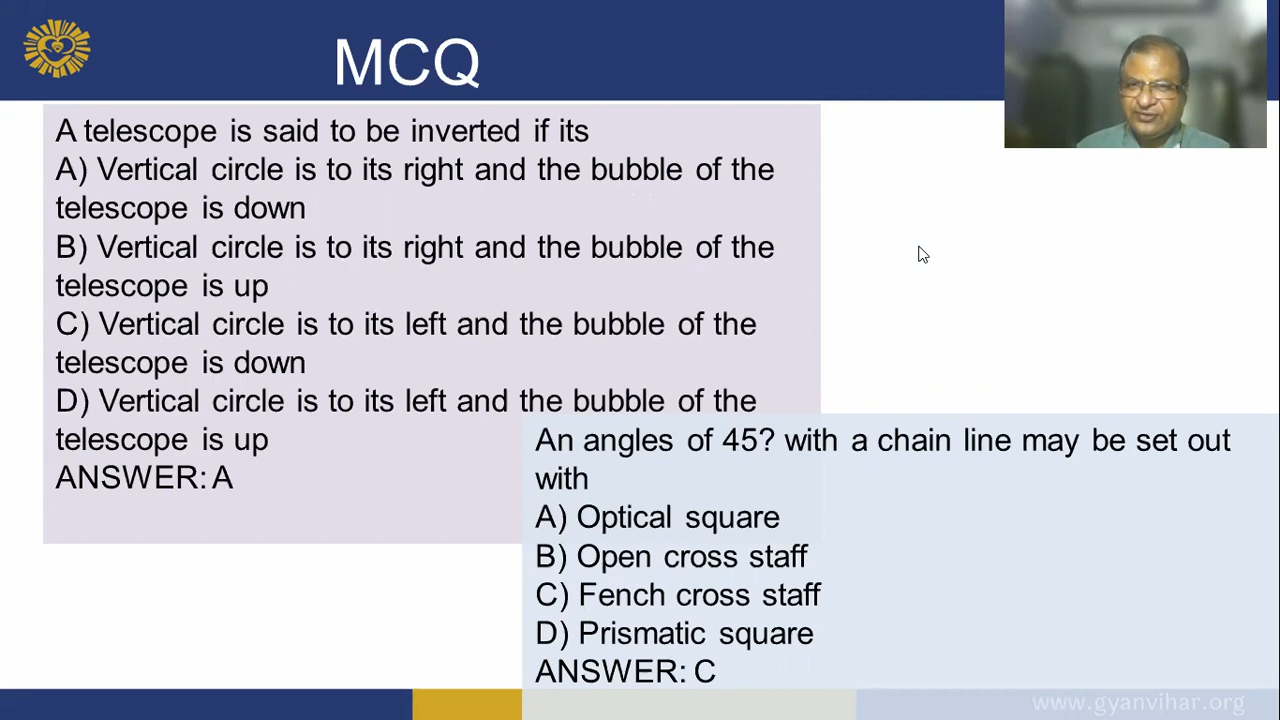 MCQ
A telescope is said to be inverted if its
A) Vertical circle is to its right and the bubble of the
telescope is down
B) Vertical circle is to its right and the bubble of the
telescope is up
C) Vertical circle is to its left and the bubble of the
telescope is down
D) Vertical circle is to its left and the bubble of the
telescope is up
ANSWER: A
An angles of 45? with a chain line may be set out
with
A) Optical square
B) Open cross staff
C) Fench cross staff
D) Prismatic square
ANSWER: C
www.gyanvihar.org